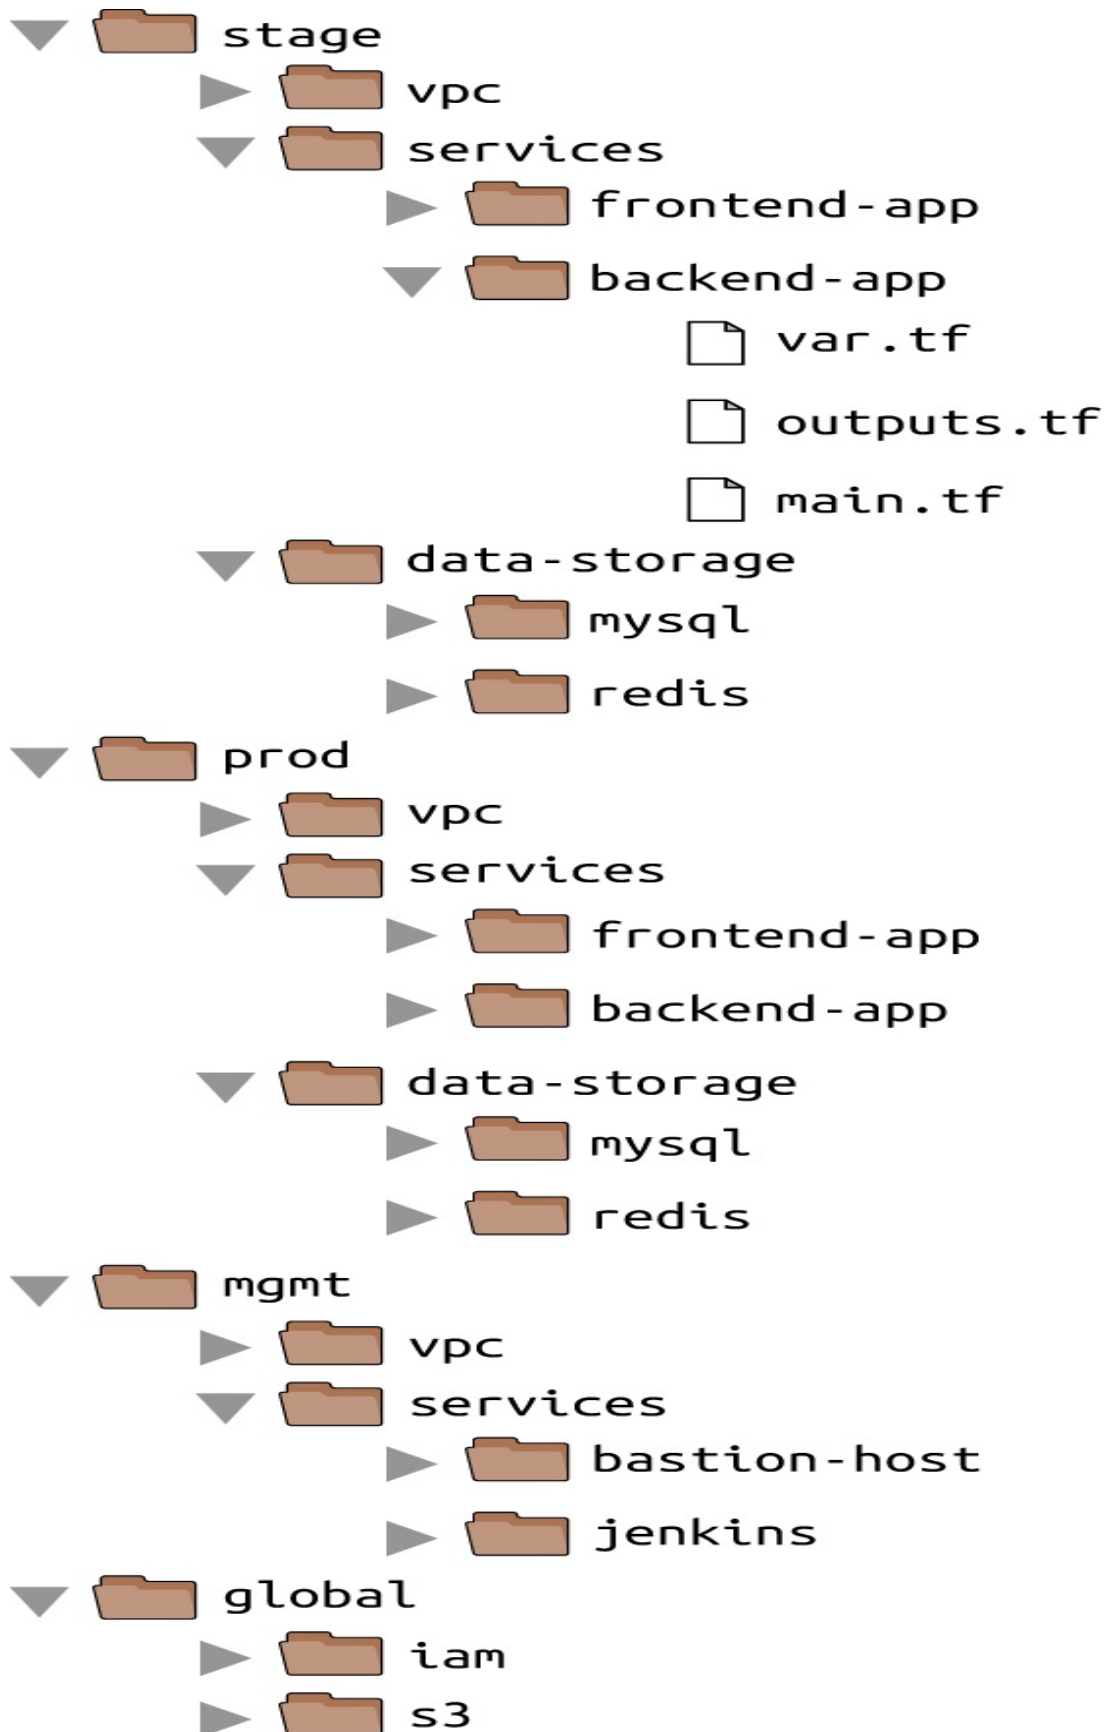 stage
vpc
services
frontend-app
backend-app
var.tf
outputs.tf
main.tf
data-storage
mysql
redis
prod
vpc
services
frontend-app
backend-app
data-storage
mysql
redis
mgmt
vpc
services
bastion-host
jenkins
global
iam
s3